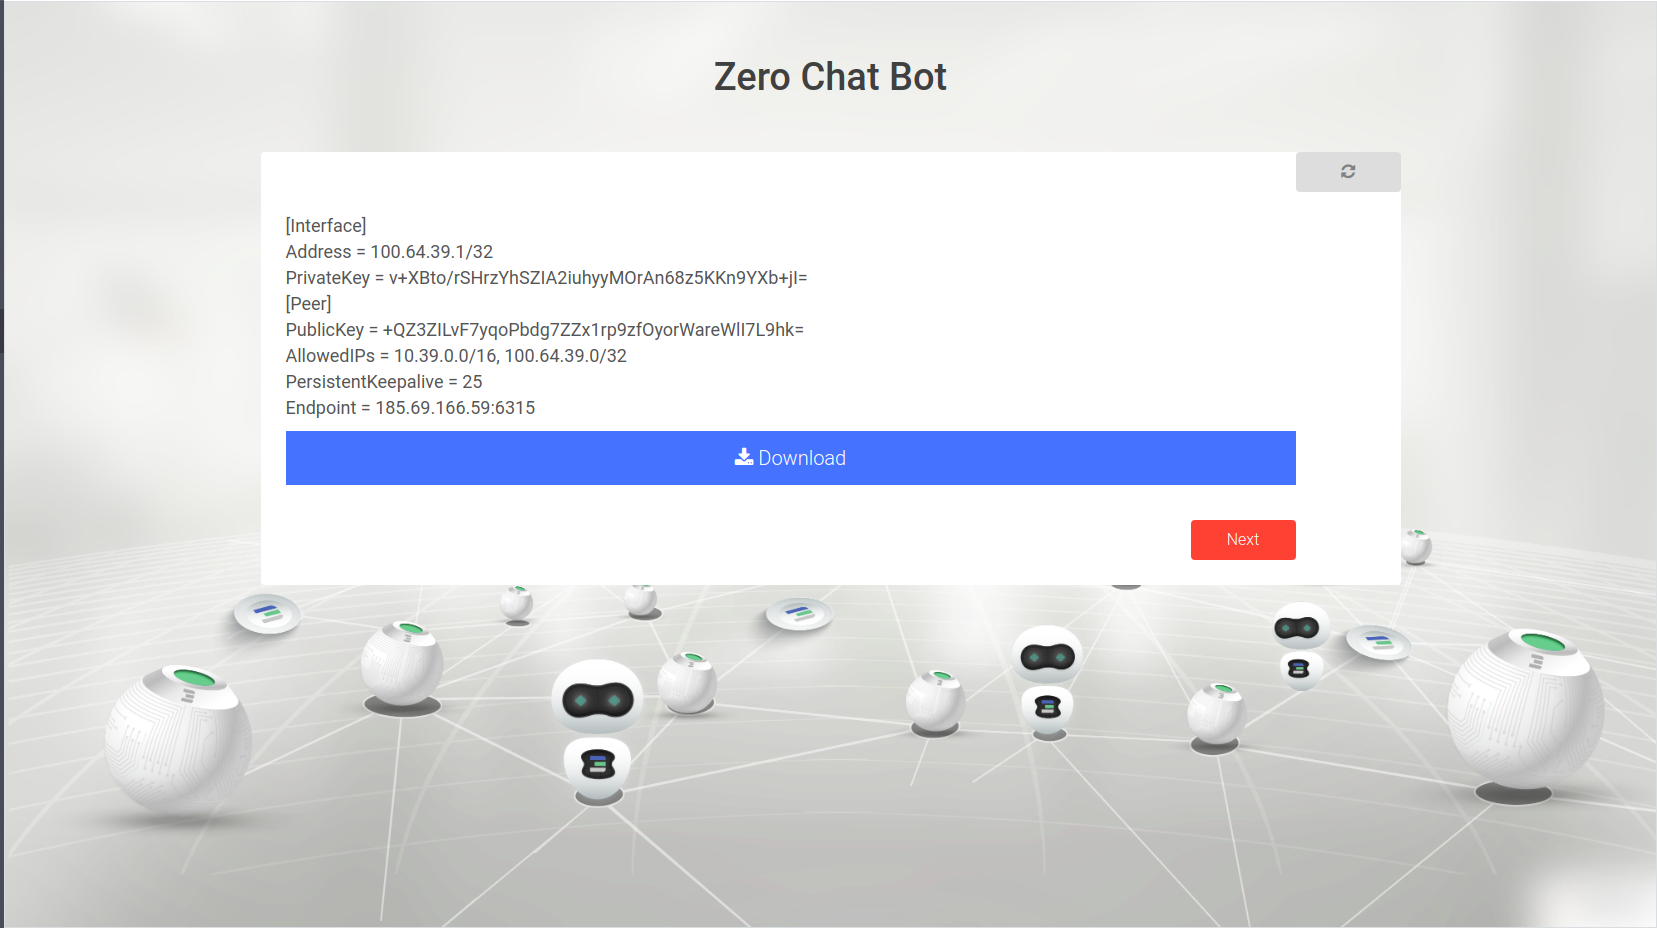 Zero Chat Bot
[Interface]
Address = 100.64.39.1/32
PrivateKey = v+XBto/rSHrzYhSZIA2iuhyyMOrAn68z5KKn9YXb+jI=
[Peer]
PublicKey = +QZ3ZILvF7yqoPbdg7ZZx1rp9zfOyorWareWlI7L9hk=
AllowedIPs = 10.39.0.0/16, 100.64.39.0/32
PersistentKeepalive = 25
Endpoint = 185.69.166.59:6315
Download
Next